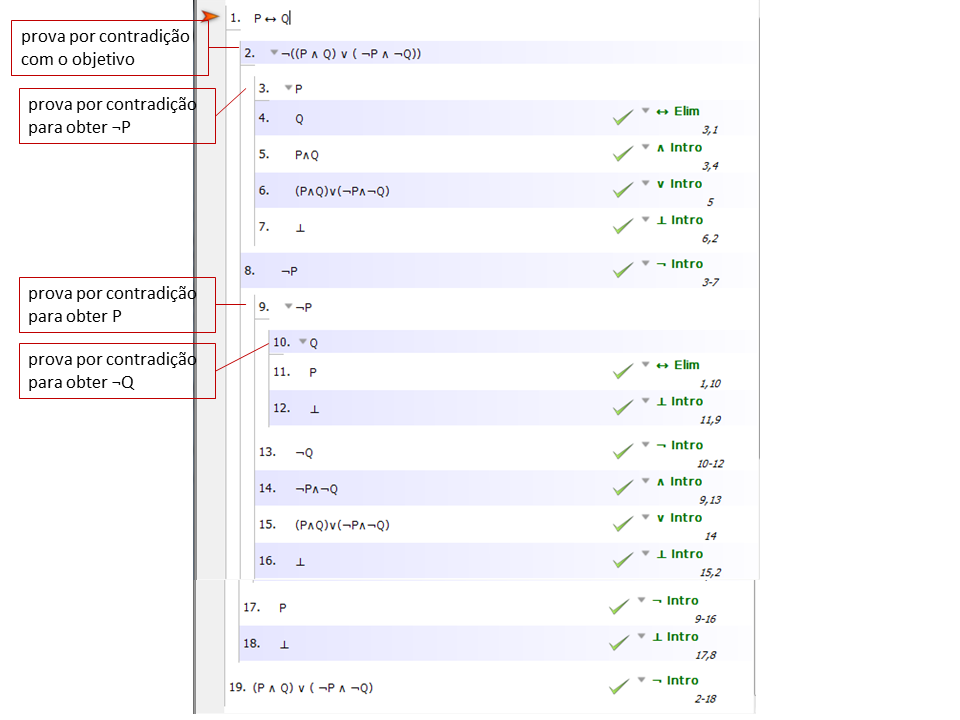 1. P ↔ Q
prova por contradição
com o objetivo
2. ¬((P ∧ Q) ∨ ( ¬P ∧ ¬Q))
3. P
prova por contradição
para obter ¬P
4. Q ↔ Elim
3,1
5. P∧Q ∧ Intro
3,4
6. (P∧Q)∨(¬P∧¬Q) ∨ Intro
5
7. ⊥ ⊥ Intro
6,2
8. ¬P ¬ Intro
3-7
prova por contradição
para obter P
9. ¬P
10. Q
prova por contradição
para obter ¬Q
11. P ↔ Elim
1,10
12. ⊥ ⊥ Intro
11,9
13. ¬Q ¬ Intro
10-12
14. ¬P∧¬Q ∧ Intro
9,13
15. (P∧Q)∨(¬P∧¬Q) ∨ Intro
14
16. ⊥ ⊥ Intro
15,2
17. P ¬ Intro
9-16
18. ⊥ ⊥ Intro
17,8
19. (P ∧ Q) ∨ ( ¬P ∧ ¬Q) ¬ Intro
2-18